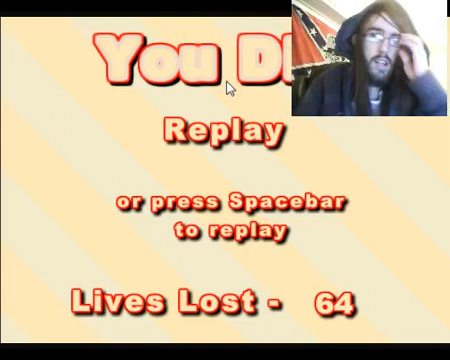 You D
Replay
or press Spacebar
to replay
Lives Lost - 64